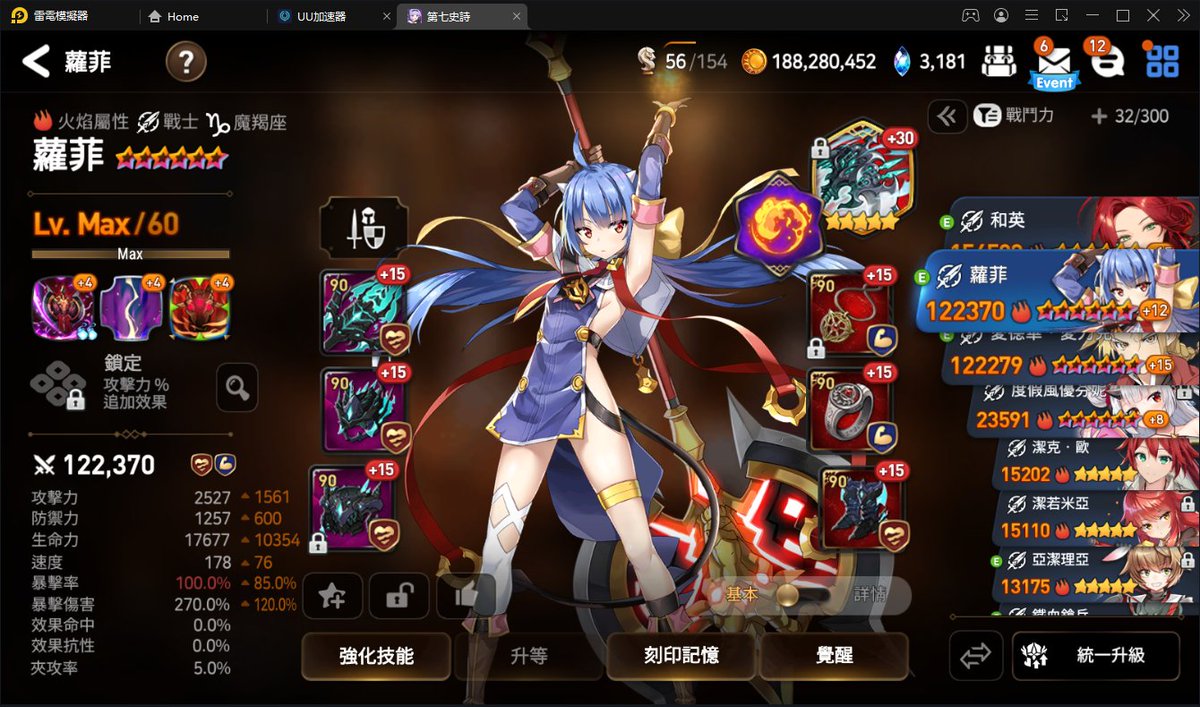 雷電模擬器
Home
UU加速器
第七史詩
蘿菲
?
56/154
188,280,452
3,181
6
Event
12
火焰屬性 戰士 魔羯座
蘿菲
Lv. Max/60
Max
+4 +4 +4
鎖定
攻擊力%
追加效果
122,370
攻擊力 2527 1561
防禦力 1257 600
生命力 17677 10354
速度 178 76
暴擊率 100.0% 85.0%
暴擊傷害 270.0% 120.0%
效果命中 0.0%
效果抗性 0.0%
夾攻率 5.0%
90 +15
90 +15
90 +15
+30
90 +15
90 +15
90 +15
基本 詳情
強化技能
升等
刻印記憶
覺醒
戰鬥力
+ 32/300
E 和英
E 蘿菲
122370 +12
E
122279 +15
度假風優芬妮
23591 +8
潔克·歐
15202
潔若米亞
15110
E 亞潔理亞
13175
統一升級